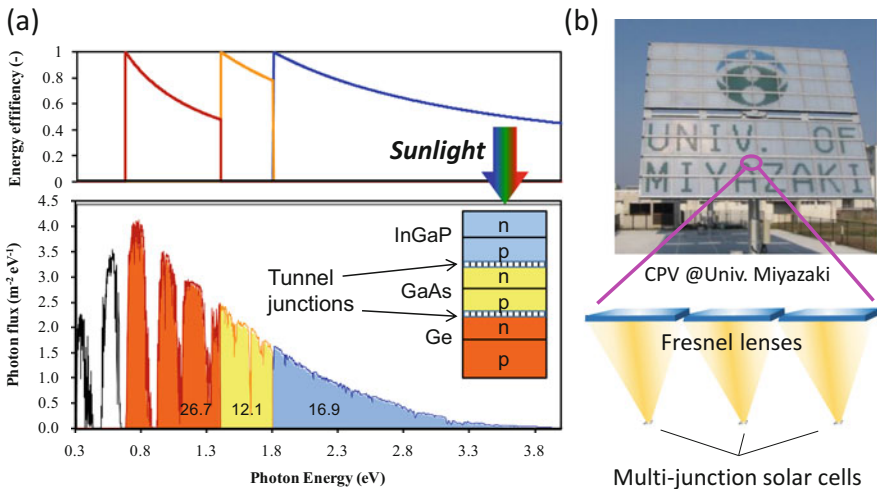 (a)
Energy effifiency (-)
1
0.8
0.6
0.4
0.2
0
Sunlight
Photon flux (m⁻² eV⁻¹)
4.5
4.0
3.5
3.0
2.5
2.0
1.5
1.0
0.5
0.0
InGaP
Tunnel
junctions
GaAs
Ge
n
p
n
p
n
p
26.7
12.1
16.9
0.3
0.8
1.3
1.8
2.3
2.8
3.3
3.8
Photon Energy (eV)
(b)
UNIV. OF
MIYAZAKI
CPV @Univ. Miyazaki
Fresnel lenses
Multi-junction solar cells